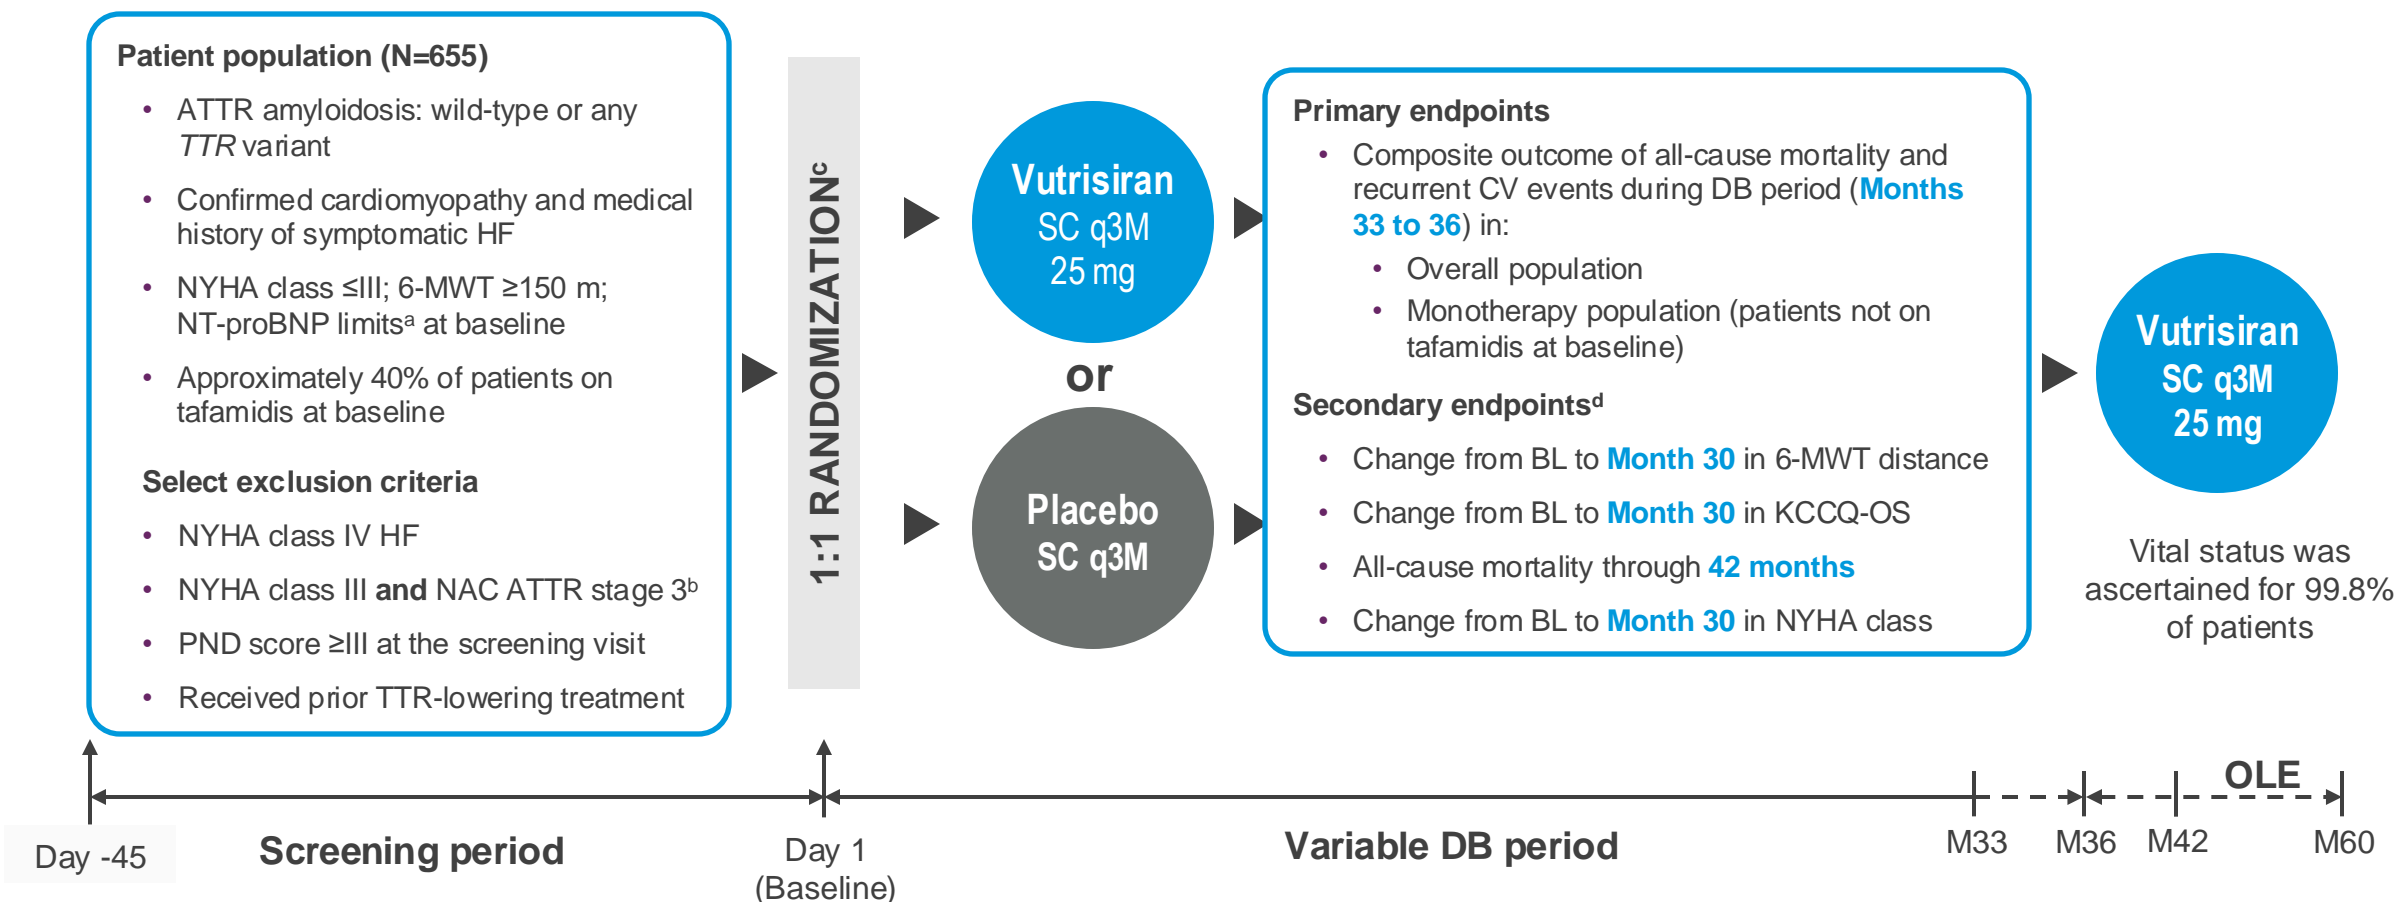 Patient population (N=655)
• ATTR amyloidosis: wild-type or any
TTR variant
• Confirmed cardiomyopathy and medical
history of symptomatic HF
• NYHA class ≤III; 6-MWT ≥150 m;
NT-proBNP limitsᵃ at baseline
• Approximately 40% of patients on
tafamidis at baseline
Select exclusion criteria
• NYHA class IV HF
• NYHA class III and NAC ATTR stage 3ᵇ
• PND score ≥III at the screening visit
• Received prior TTR-lowering treatment
1:1 RANDOMIZATIONᶜ
Vutrisiran
SC q3M
25 mg
or
Placebo
SC q3M
Primary endpoints
• Composite outcome of all-cause mortality and
recurrent CV events during DB period (Months
33 to 36) in:
• Overall population
• Monotherapy population (patients not on
tafamidis at baseline)
Secondary endpointsᵈ
• Change from BL to Month 30 in 6-MWT distance
• Change from BL to Month 30 in KCCQ-OS
• All-cause mortality through 42 months
• Change from BL to Month 30 in NYHA class
Vutrisiran
SC q3M
25 mg
Vital status was
ascertained for 99.8%
of patients
OLE
Day -45
Screening period
Day 1
(Baseline)
Variable DB period
M33
M36
M42
M60